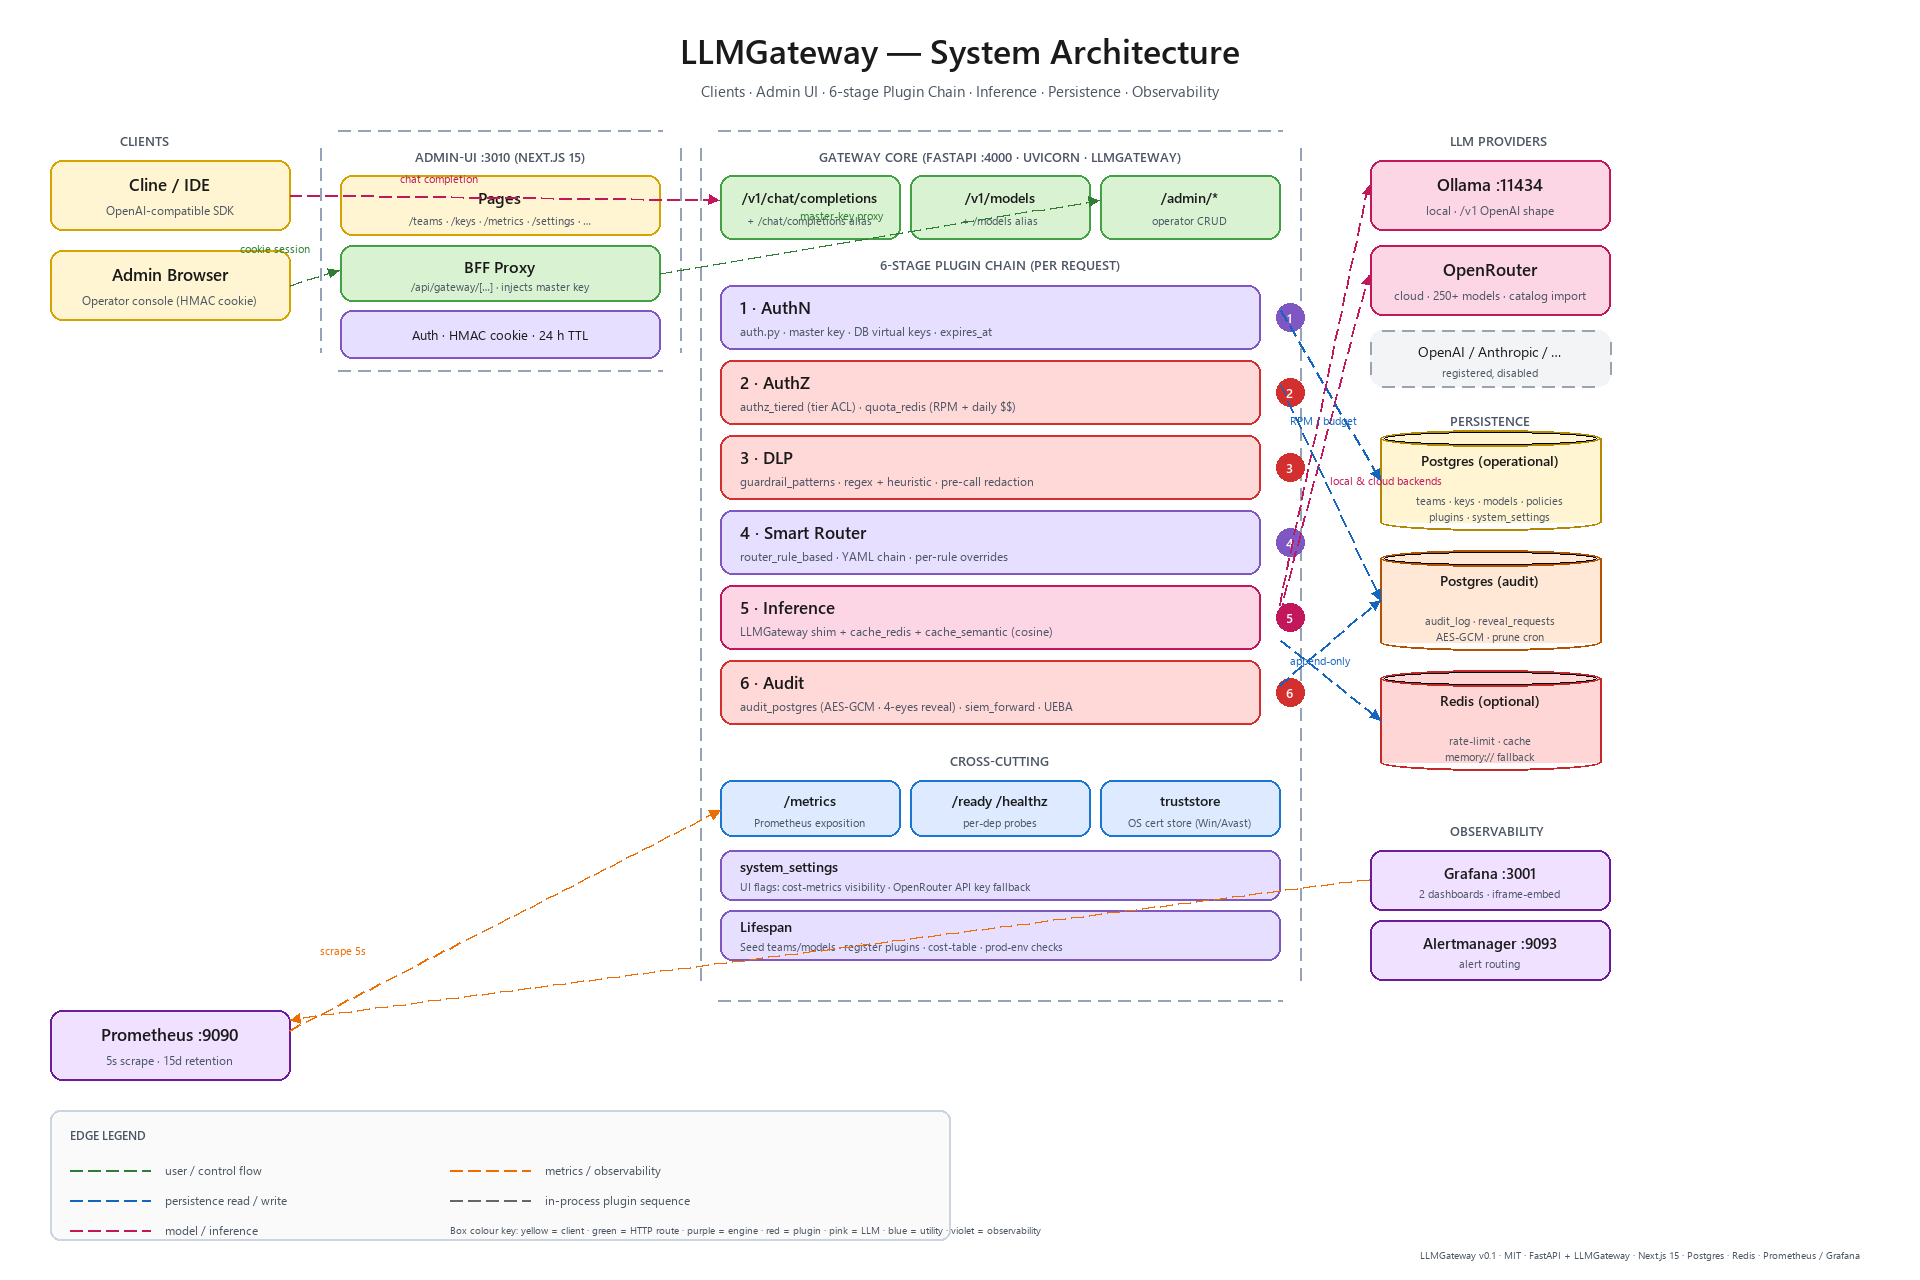 LLMGateway — System Architecture
Clients · Admin UI · 6-stage Plugin Chain · Inference · Persistence · Observability
CLIENTS
Cline / IDE
OpenAI-compatible SDK
cookie session
Admin Browser
Operator console (HMAC cookie)
ADMIN-UI :3010 (NEXT.JS 15)
chat completion
Pages
/teams · /keys · /metrics · /settings · ...
BFF Proxy
/api/gateway/[...] · injects master key
Auth · HMAC cookie · 24 h TTL
GATEWAY CORE (FASTAPI :4000 · UVICORN · LLMGATEWAY)
/v1/chat/completions
master-key proxy
+ /chat/completions alias
/v1/models
+ /models alias
/admin/*
operator CRUD
6-STAGE PLUGIN CHAIN (PER REQUEST)
1 · AuthN
auth.py · master key · DB virtual keys · expires_at
1
2 · AuthZ
authz_tiered (tier ACL) · quota_redis (RPM + daily $$)
2
RPM / budget
3 · DLP
guardrail_patterns · regex + heuristic · pre-call redaction
3
local & cloud backends
4 · Smart Router
router_rule_based · YAML chain · per-rule overrides
4
5 · Inference
LLMGateway shim + cache_redis + cache_semantic (cosine)
5
append-only
6 · Audit
audit_postgres (AES-GCM · 4-eyes reveal) · siem_forward · UEBA
6
CROSS-CUTTING
/metrics
Prometheus exposition
/ready /healthz
per-dep probes
truststore
OS cert store (Win/Avast)
system_settings
UI flags: cost-metrics visibility · OpenRouter API key fallback
Lifespan
Seed teams/models · register plugins · cost-table · prod-env checks
LLM PROVIDERS
Ollama :11434
local · /v1 OpenAI shape
OpenRouter
cloud · 250+ models · catalog import
OpenAI / Anthropic / ...
registered, disabled
PERSISTENCE
Postgres (operational)
teams · keys · models · policies
plugins · system_settings
Postgres (audit)
audit_log · reveal_requests
AES-GCM · prune cron
Redis (optional)
rate-limit · cache
memory:// fallback
OBSERVABILITY
Grafana :3001
2 dashboards · iframe-embed
Alertmanager :9093
alert routing
scrape 5s
Prometheus :9090
5s scrape · 15d retention
EDGE LEGEND
user / control flow
metrics / observability
persistence read / write
in-process plugin sequence
model / inference
Box colour key: yellow = client · green = HTTP route · purple = engine · red = plugin · pink = LLM · blue = utility · violet = observability
LLMGateway v0.1 · MIT · FastAPI + LLMGateway · Next.js 15 · Postgres · Redis · Prometheus / Grafana